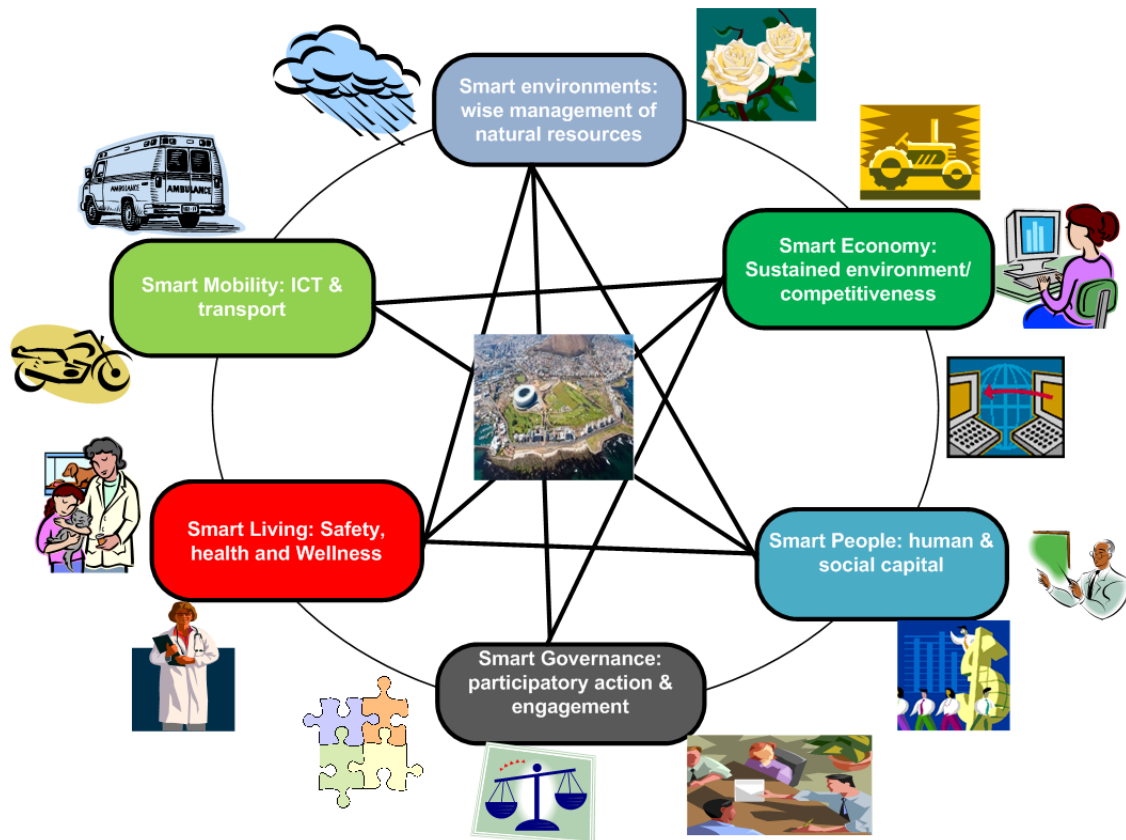 Smart environments:
wise management of
natural resources
AMBULANCE
AMBULANCE
Smart Economy:
Sustained environment/
competitiveness
Smart Mobility: ICT &
transport
Smart Living: Safety,
health and Wellness
Smart People: human &
social capital
Smart Governance:
participatory action &
engagement